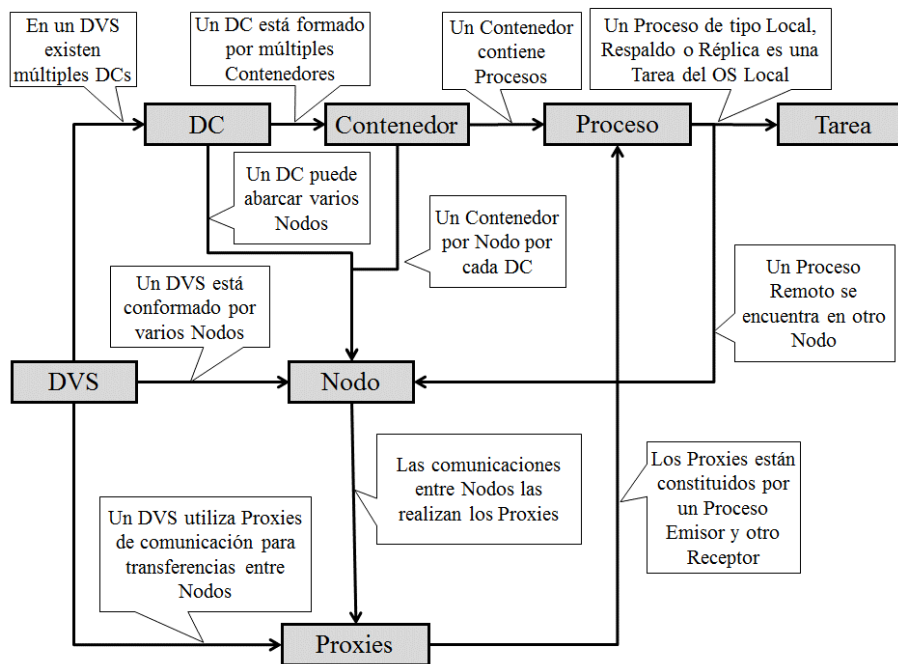 En un DVS
existen
múltiples DCs
Un DC está formado
por múltiples
Contenedores
Un Contenedor
contiene
Procesos
Un Proceso de tipo Local,
Respaldo o Réplica es una
Tarea del OS Local
DC
Contenedor
Proceso
Tarea
Un DC puede
abarcar varios
Nodos
Un Contenedor
por Nodo por
cada DC
Un DVS está
conformado por
varios Nodos
Un Proceso
Remoto se
encuentra en otro
Nodo
DVS
Nodo
Las comunicaciones
entre Nodos las
realizan los Proxies
Los Proxies están
constituidos por
un Proceso
Emisor y otro
Receptor
Un DVS utiliza Proxies
de comunicación para
transferencias entre
Nodos
Proxies